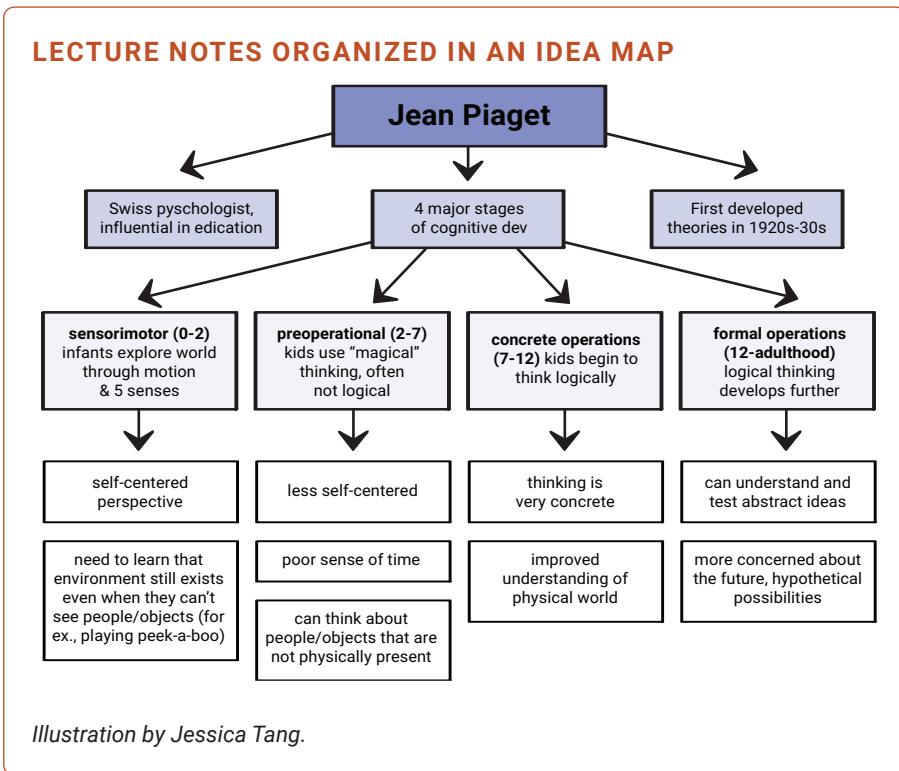 LECTURE NOTES ORGANIZED IN AN IDEA MAP
Jean Piaget
Swiss pyschologist,
influential in edication
4 major stages
of cognitive dev
First developed
theories in 1920s-30s
sensorimotor (0-2)
infants explore world
through motion
& 5 senses
preoperational (2-7)
kids use “magical”
thinking, often
not logical
concrete operations
(7-12) kids begin to
think logically
formal operations
(12-adulthood)
logical thinking
develops further
self-centered
perspective
less self-centered
thinking is
very concrete
can understand and
test abstract ideas
need to learn that
environment still exists
even when they can’t
see people/objects (for
ex., playing peek-a-boo)
poor sense of time
can think about
people/objects that are
not physically present
improved
understanding of
physical world
more concerned about
the future, hypothetical
possibilities
Illustration by Jessica Tang.